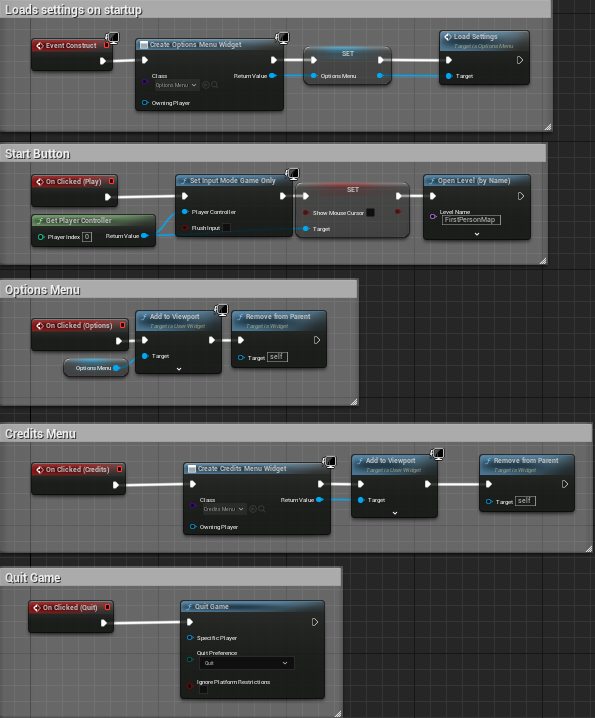 Loads settings on startup
Event Construct
Create Options Menu Widget
Class
Options Menu
Return Value
Owning Player
SET
Options Menu
Load Settings
Target is Options Menu
Target
Start Button
On Clicked (Play)
Get Player Controller
Player Index 0
Return Value
Set Input Mode Game Only
Player Controller
Flush Input
SET
Show Mouse Cursor
Target
Open Level (by Name)
Level Name
FirstPersonMap
Options Menu
On Clicked (Options)
Options Menu
Add to Viewport
Target is User Widget
Target
Remove from Parent
Target is Widget
Target self
Credits Menu
On Clicked (Credits)
Create Credits Menu Widget
Class
Credits Menu
Return Value
Owning Player
Add to Viewport
Target is User Widget
Target
Remove from Parent
Target is Widget
Target self
Quit Game
On Clicked (Quit)
Quit Game
Specific Player
Quit Preference
Quit
Ignore Platform Restrictions